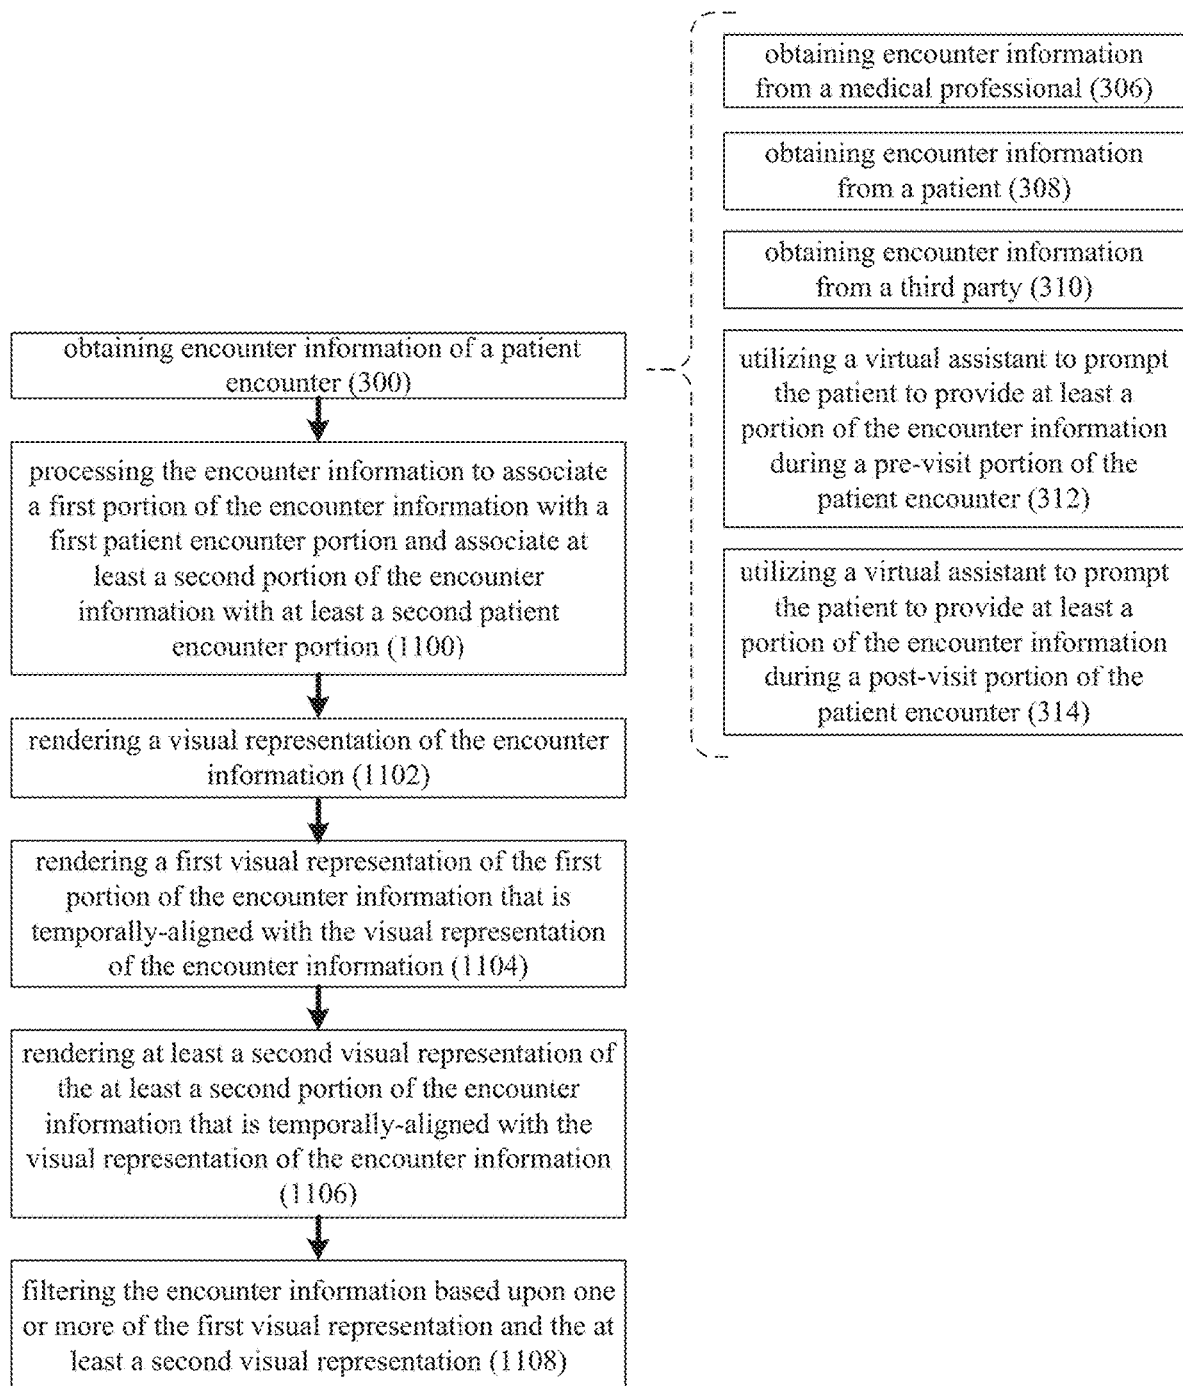 obtaining encounter information
from a medical professional (306)
obtaining encounter information
from a patient (308)
obtaining encounter information
from a third party (310)
utilizing a virtual assistant to prompt
the patient to provide at least a
portion of the encounter information
during a pre-visit portion of the
patient encounter (312)
utilizing a virtual assistant to prompt
the patient to provide at least a
portion of the encounter information
during a post-visit portion of the
patient encounter (314)
obtaining encounter information of a patient
encounter (300)
processing the encounter information to associate
a first portion of the encounter information with a
first patient encounter portion and associate at
least a second portion of the encounter
information with at least a second patient
encounter portion (1100)
rendering a visual representation of the encounter
information (1102)
rendering a first visual representation of the first
portion of the encounter information that is
temporally-aligned with the visual representation
of the encounter information (1104)
rendering at least a second visual representation of
the at least a second portion of the encounter
information that is temporally-aligned with the
visual representation of the encounter information
(1106)
filtering the encounter information based upon one
or more of the first visual representation and the at
least a second visual representation (1108)